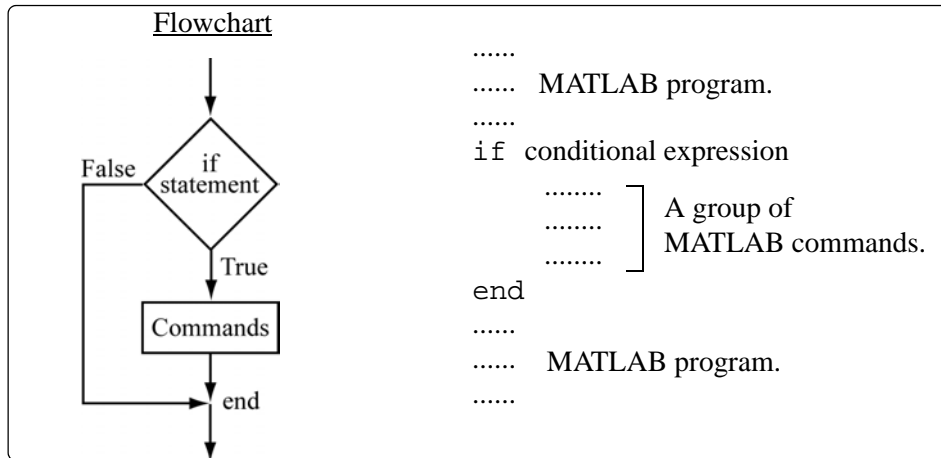 Flowchart
False
if
statement
True
Commands
end
......
...... MATLAB program.
......
if conditional expression
........
........
........
A group of
MATLAB commands.
end
......
...... MATLAB program.
......